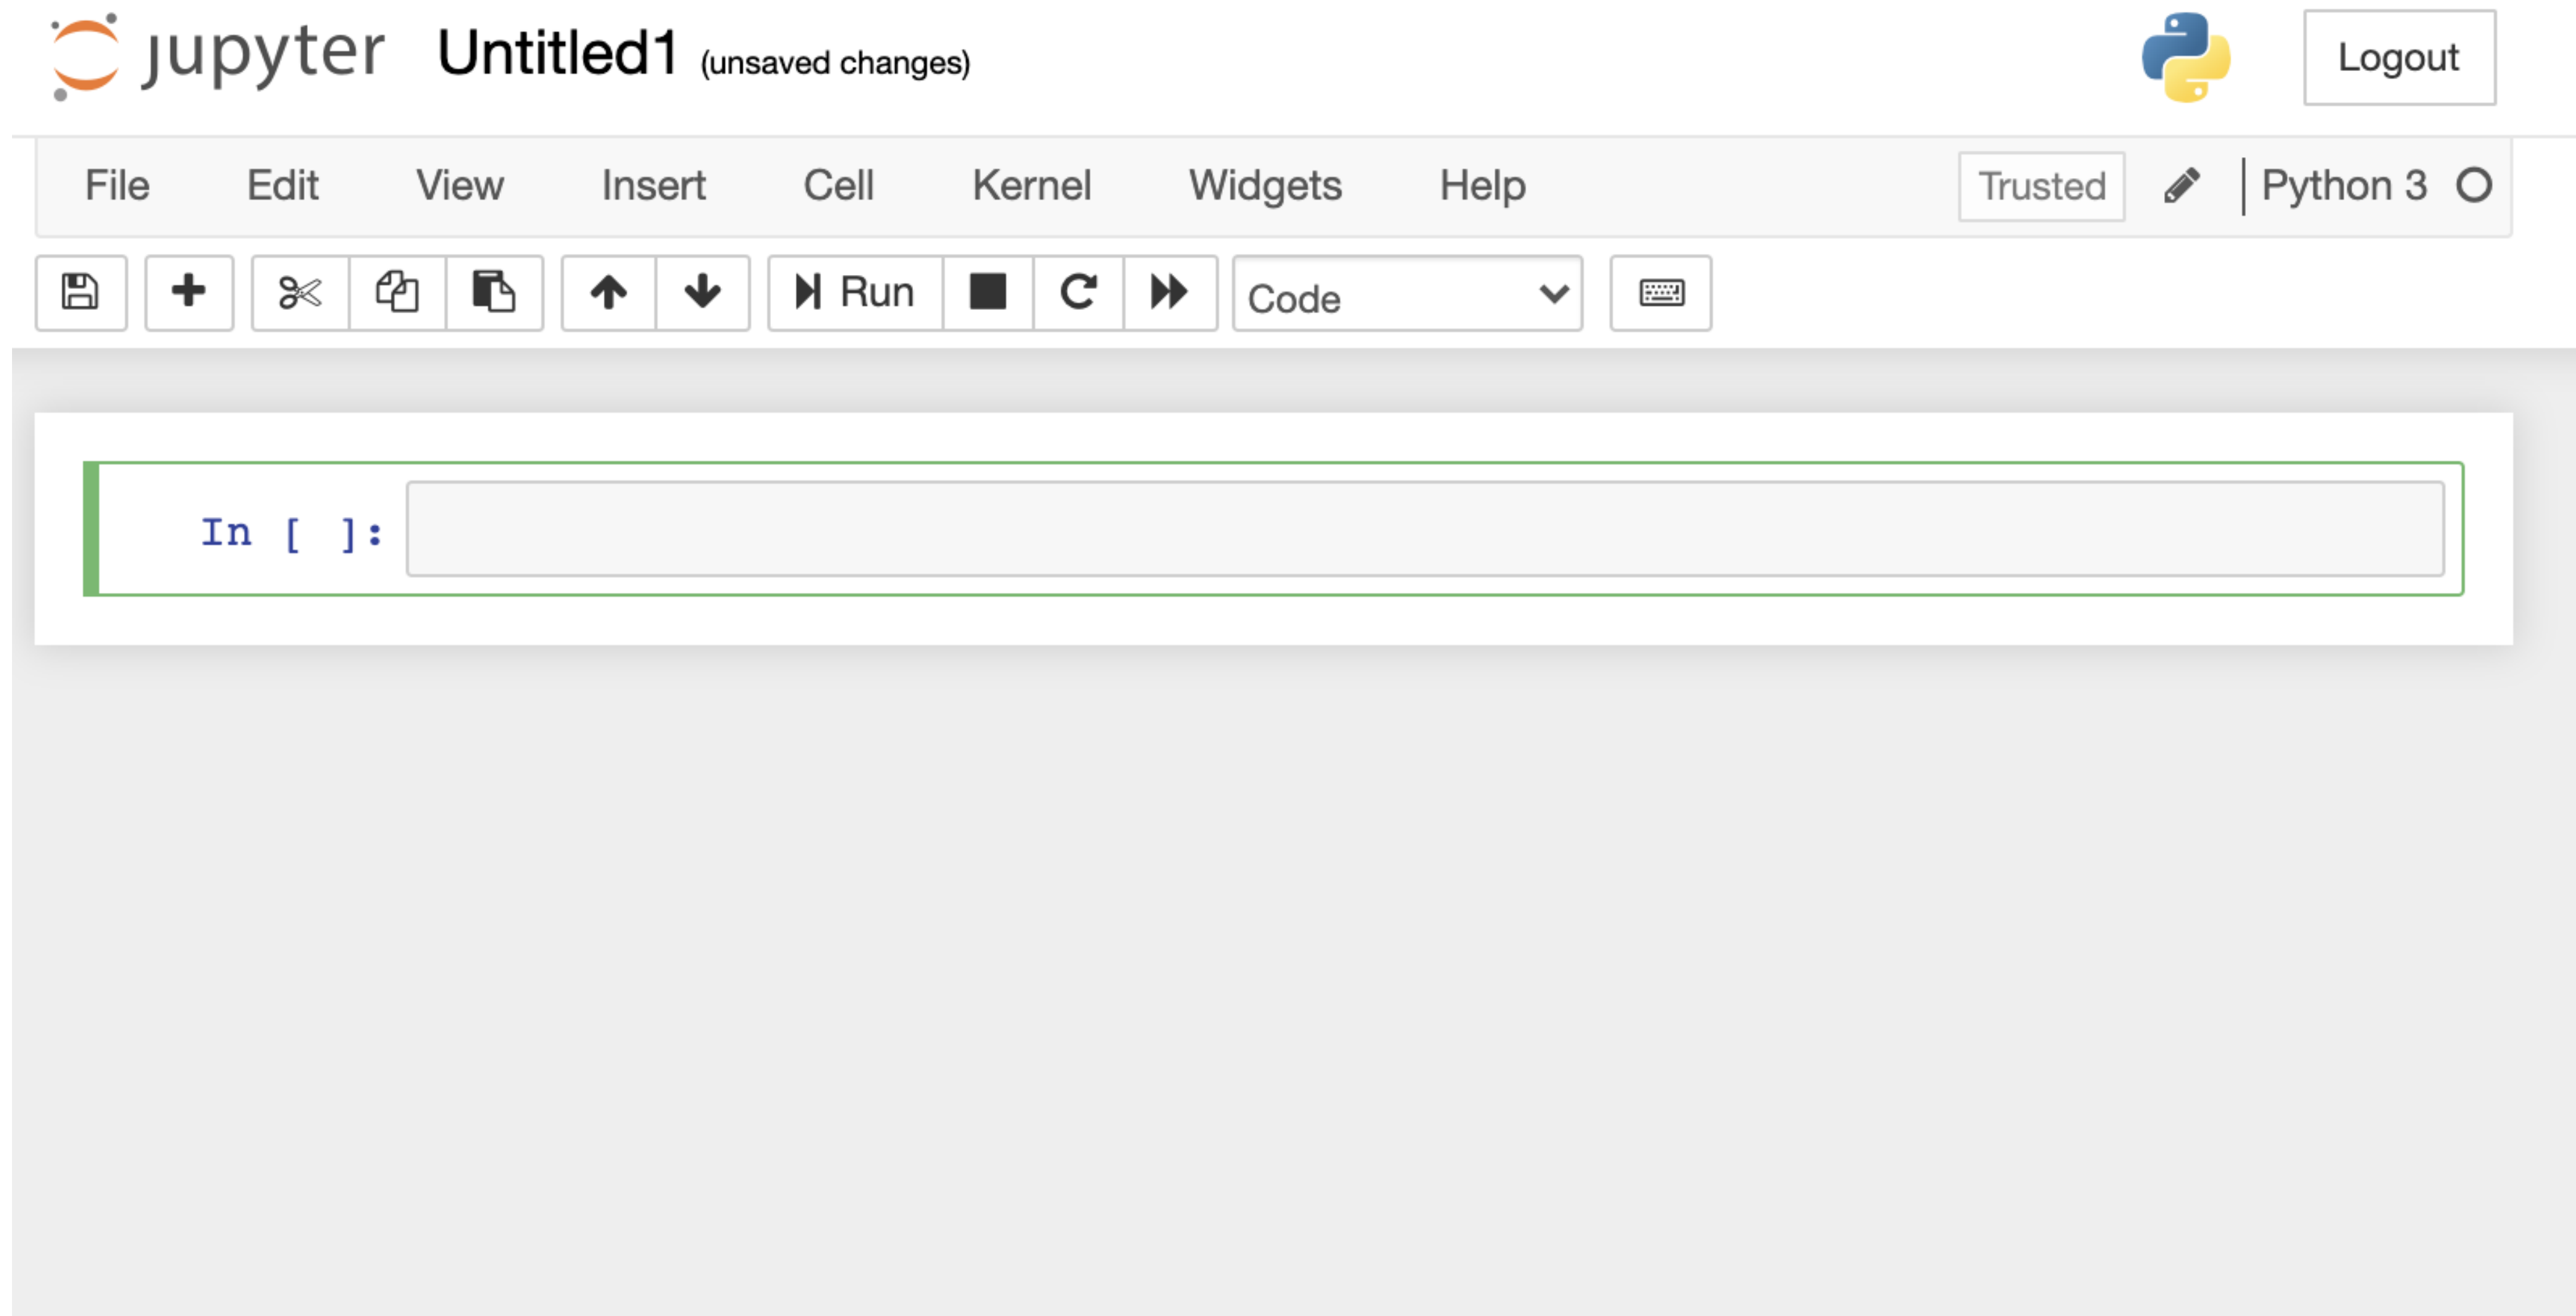 jupyter Untitled1 (unsaved changes) Logout
File Edit View Insert Cell Kernel Widgets Help Trusted Python 3
Run Code
In [ ]: